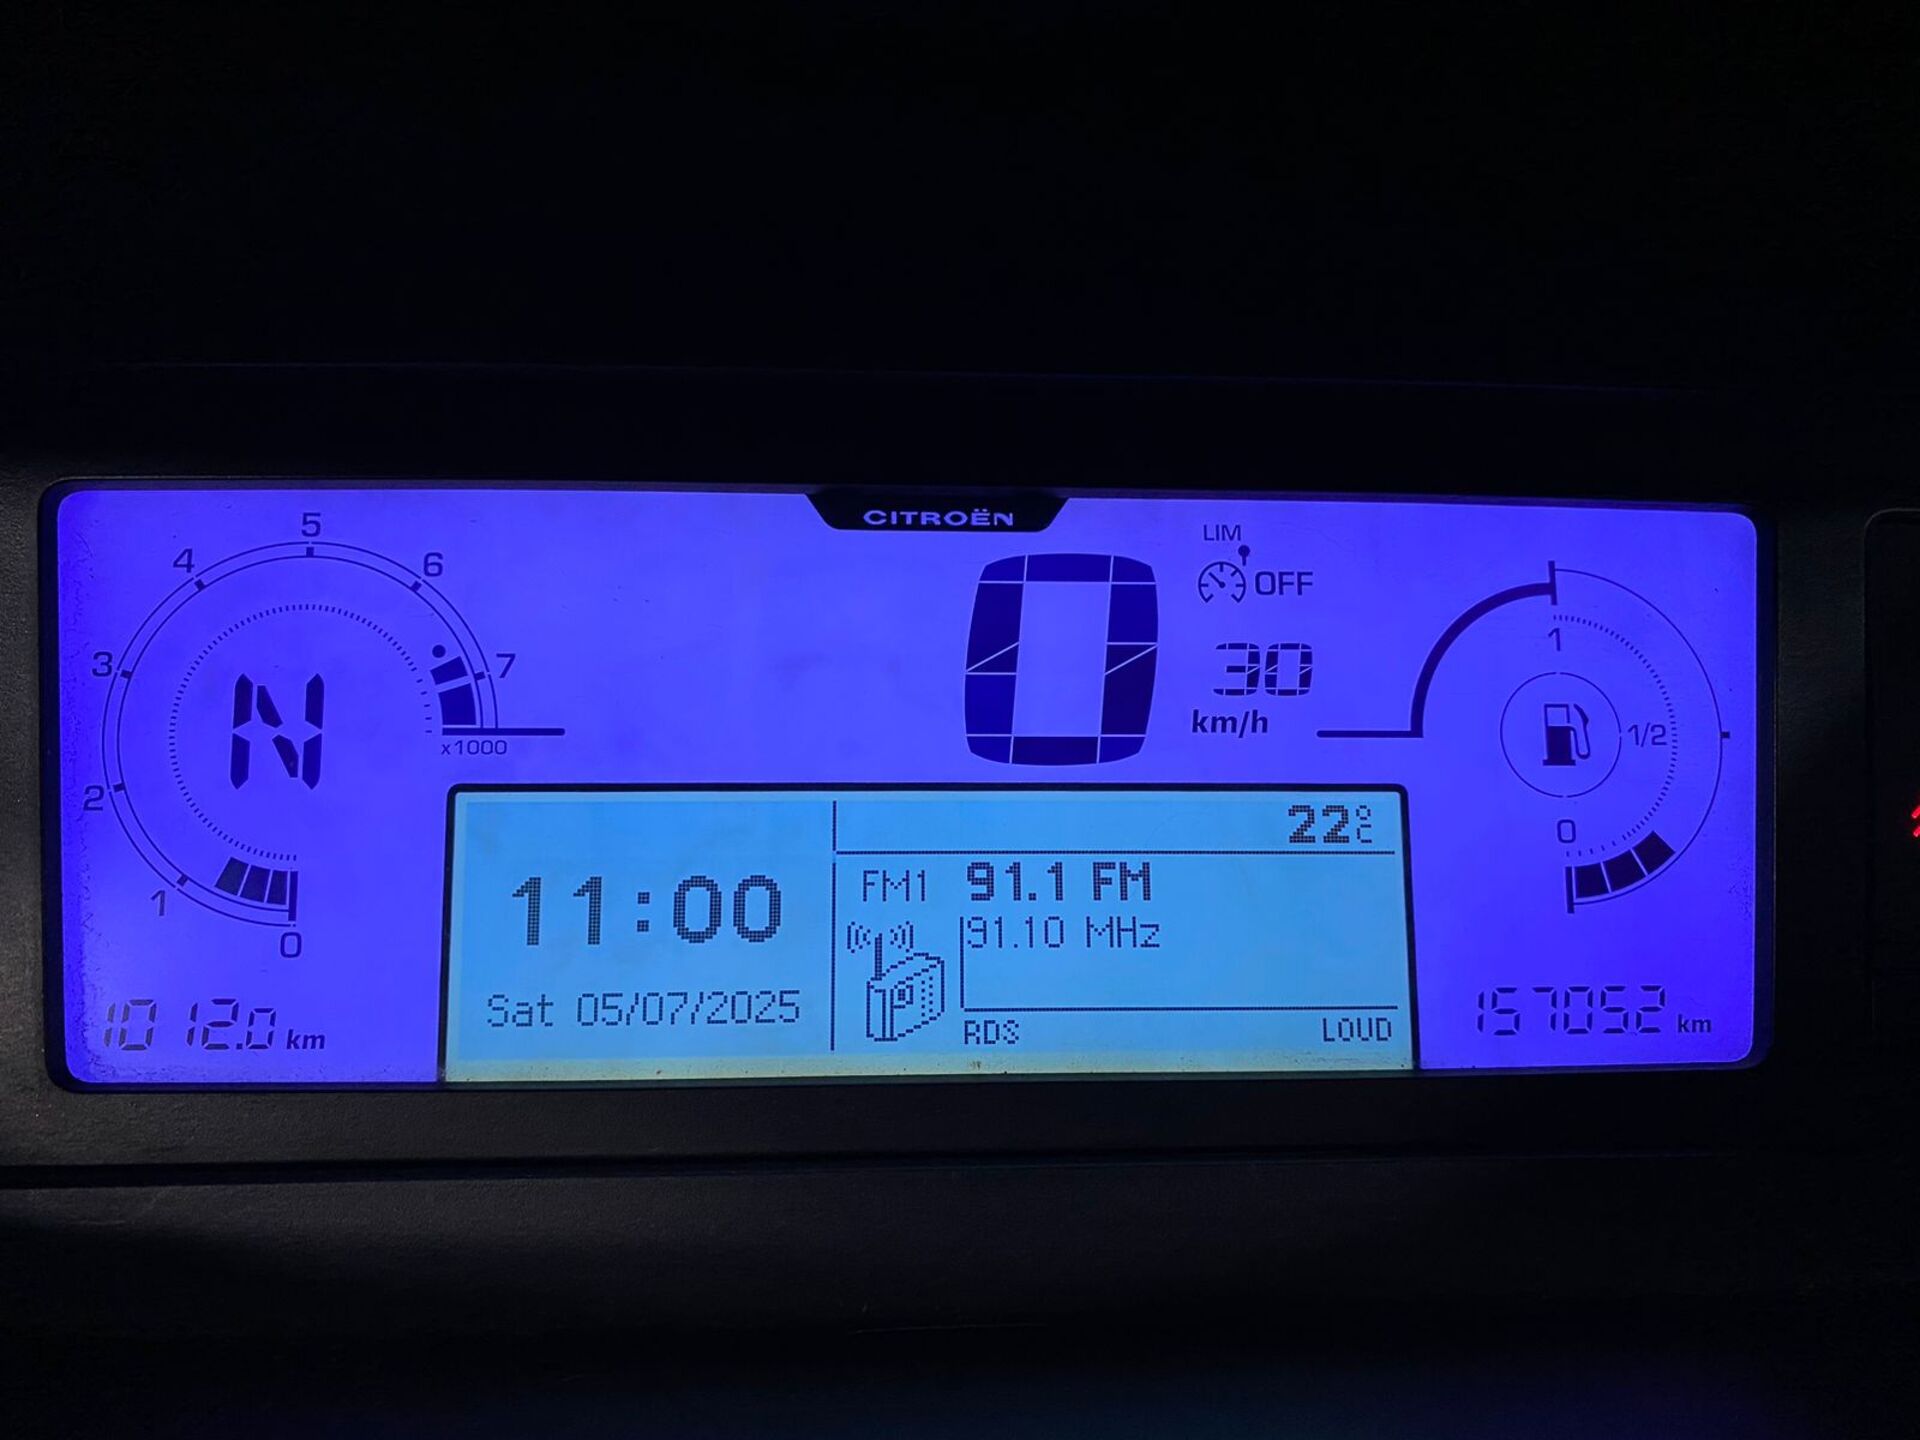 CITROËN
5
4
6
3
7
2
1
0
x1000
N
0
LIM
OFF
30
km/h
1
1/2
0
22°C
11:00
FM1 91.1 FM
91.10 MHz
Sat 05/07/2025
RDS LOUD
1012.0 km
157052 km